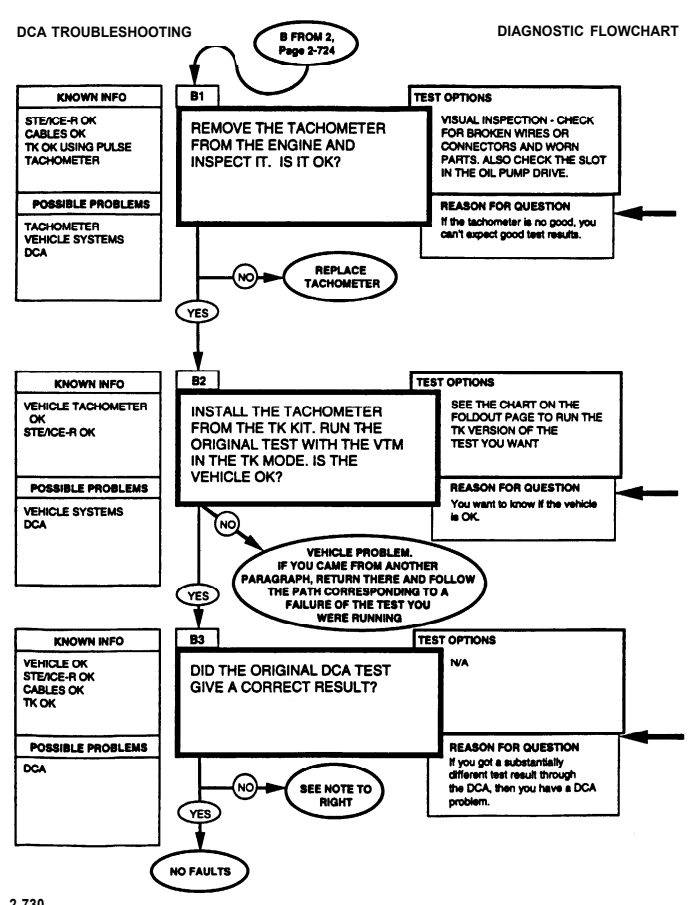 DCA TROUBLESHOOTING
DIAGNOSTIC FLOWCHART
B FROM 2,
Page 2-724
KNOWN INFO
STE/ICE-R OK
CABLES OK
TK OK USING PULSE
TACHOMETER
POSSIBLE PROBLEMS
TACHOMETER
VEHICLE SYSTEMS
DCA
B1
REMOVE THE TACHOMETER
FROM THE ENGINE AND
INSPECT IT. IS IT OK?
TEST OPTIONS
VISUAL INSPECTION - CHECK
FOR BROKEN WIRES OR
CONNECTORS AND WORN
PARTS. ALSO CHECK THE SLOT
IN THE OIL PUMP DRIVE.
REASON FOR QUESTION
If the tachometer is no good, you
can't expect good test results.
NO
REPLACE
TACHOMETER
YES
KNOWN INFO
VEHICLE TACHOMETER
OK
STE/ICE-R OK
POSSIBLE PROBLEMS
VEHICLE SYSTEMS
DCA
B2
INSTALL THE TACHOMETER
FROM THE TK KIT. RUN THE
ORIGINAL TEST WITH THE VTM
IN THE TK MODE. IS THE
VEHICLE OK?
TEST OPTIONS
SEE THE CHART ON THE
FOLDOUT PAGE TO RUN THE
TK VERSION OF THE
TEST YOU WANT
REASON FOR QUESTION
You want to know if the vehicle
is OK.
NO
VEHICLE PROBLEM.
IF YOU CAME FROM ANOTHER
PARAGRAPH, RETURN THERE AND FOLLOW
THE PATH CORRESPONDING TO A
FAILURE OF THE TEST YOU
WERE RUNNING
YES
KNOWN INFO
VEHICLE OK
STE/ICE-R OK
CABLES OK
TK OK
POSSIBLE PROBLEMS
DCA
B3
DID THE ORIGINAL DCA TEST
GIVE A CORRECT RESULT?
TEST OPTIONS
N/A
REASON FOR QUESTION
If you got a substantially
different test result through
the DCA, then you have a DCA
problem.
NO
SEE NOTE TO
RIGHT
YES
NO FAULTS
2-730